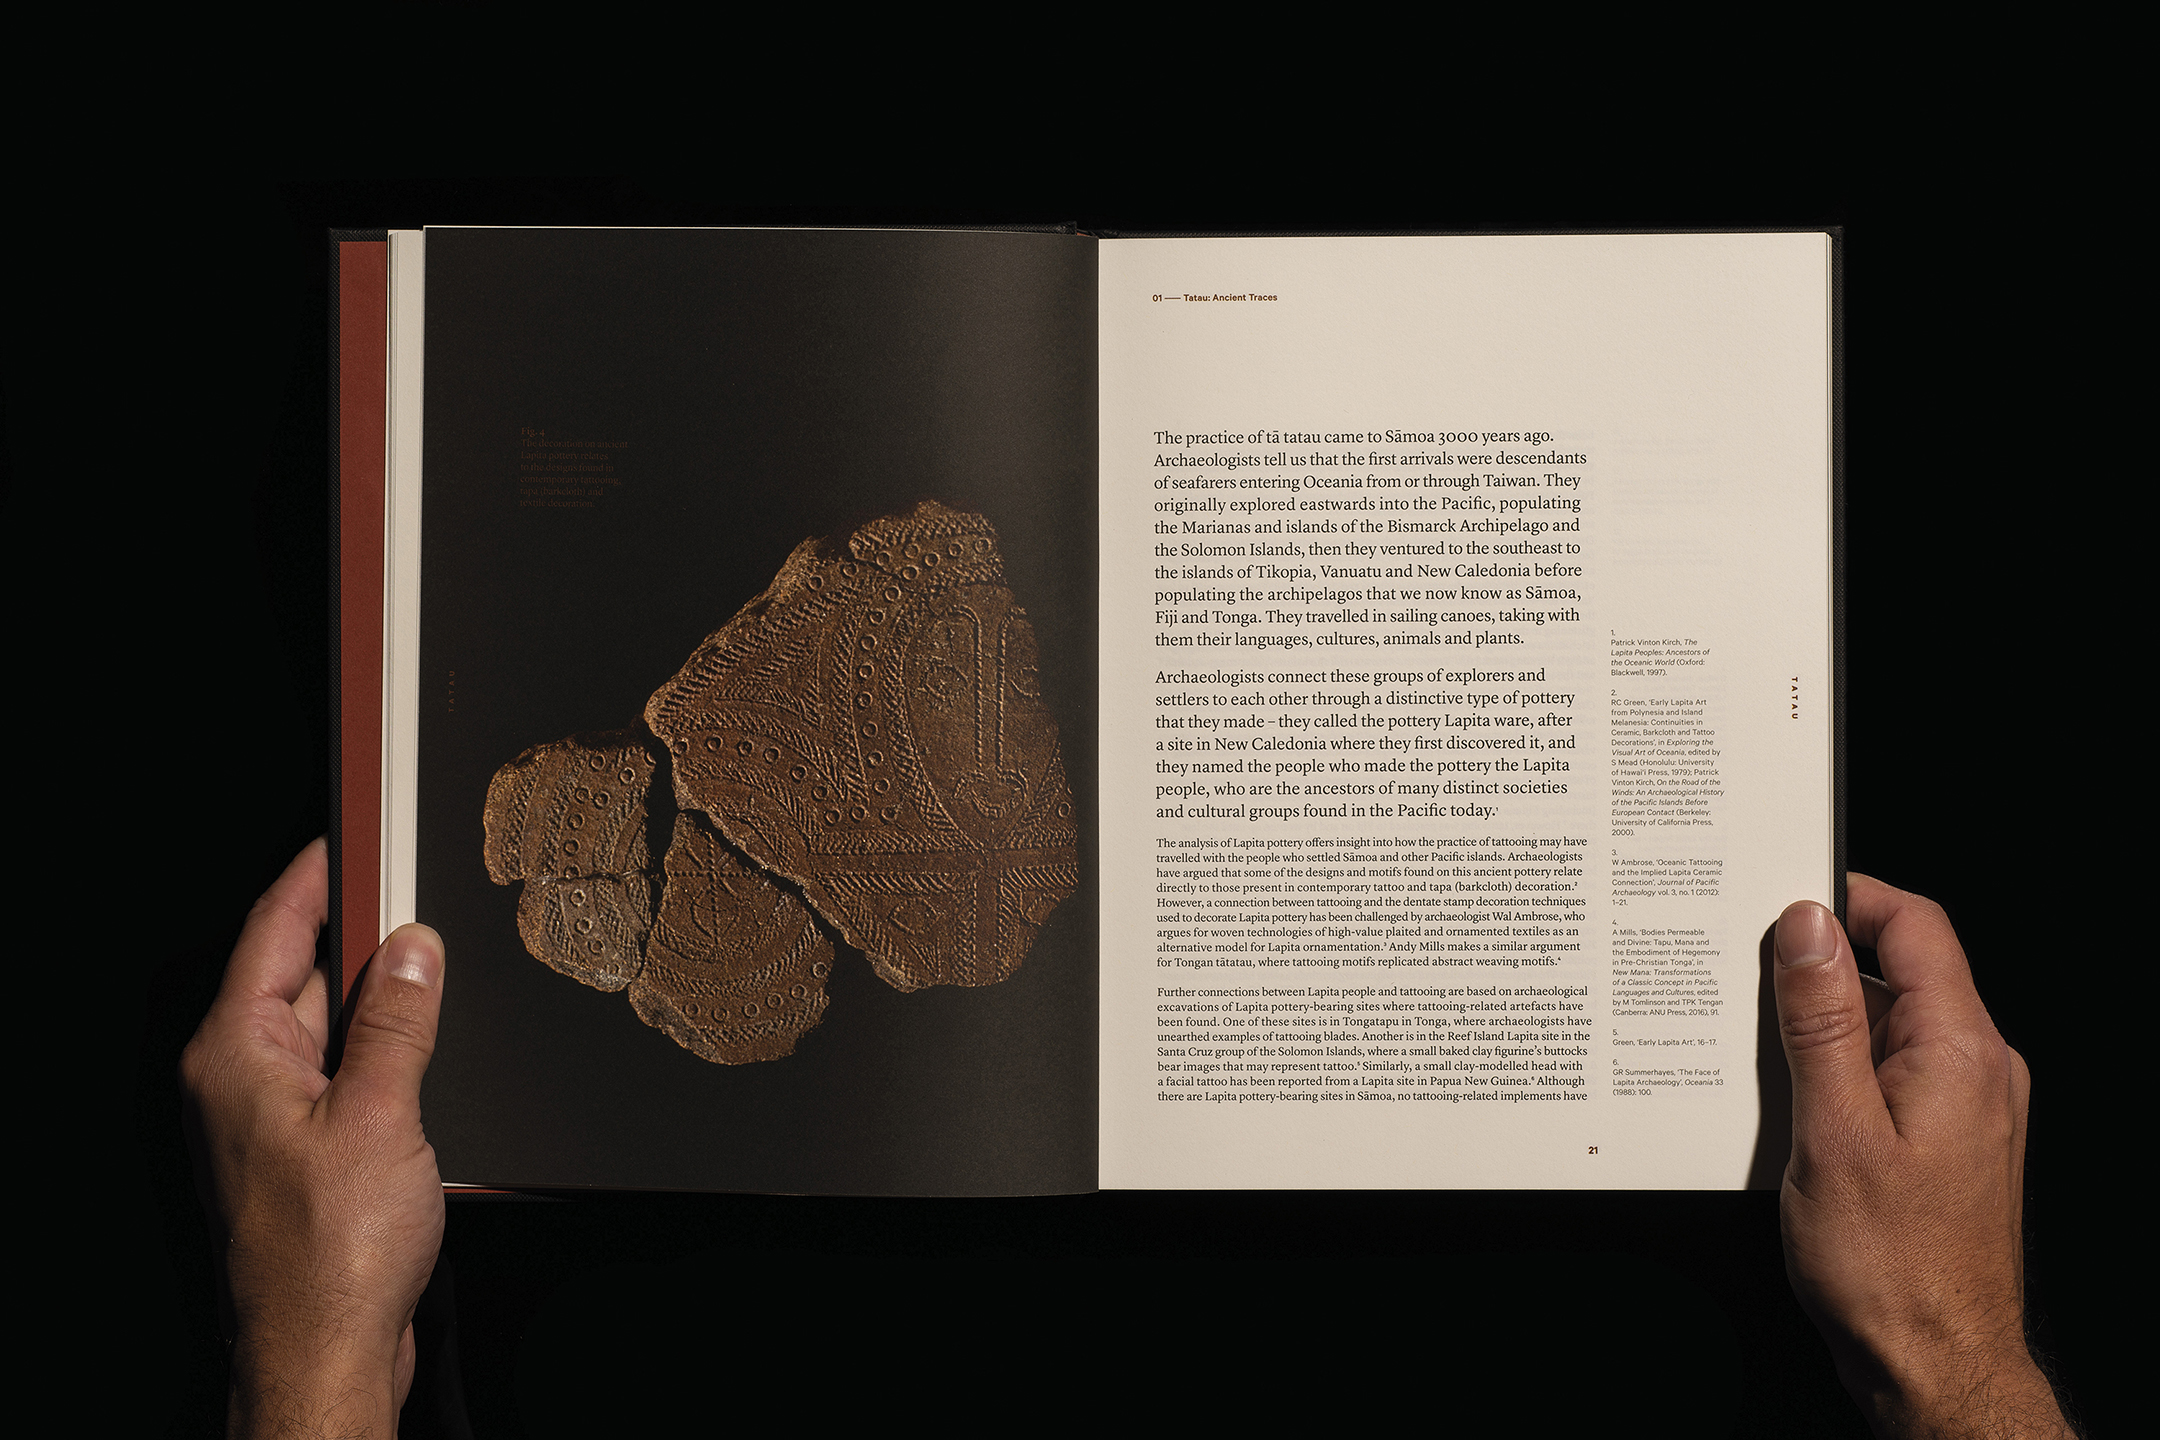 Fig. 4
The decoration on ancient
Lapita pottery relates
to the designs found in
contemporary tattooing,
tapa (barkcloth) and
textile decoration.
TATAU
01 — Tatau: Ancient Traces
The practice of tā tatau came to Sāmoa 3000 years ago.
Archaeologists tell us that the first arrivals were descendants
of seafarers entering Oceania from or through Taiwan. They
originally explored eastwards into the Pacific, populating
the Marianas and islands of the Bismarck Archipelago and
the Solomon Islands, then they ventured to the southeast to
the islands of Tikopia, Vanuatu and New Caledonia before
populating the archipelagos that we now know as Sāmoa,
Fiji and Tonga. They travelled in sailing canoes, taking with
them their languages, cultures, animals and plants.
Archaeologists connect these groups of explorers and
settlers to each other through a distinctive type of pottery
that they made – they called the pottery Lapita ware, after
a site in New Caledonia where they first discovered it, and
they named the people who made the pottery the Lapita
people, who are the ancestors of many distinct societies
and cultural groups found in the Pacific today.¹
The analysis of Lapita pottery offers insight into how the practice of tattooing may have
travelled with the people who settled Sāmoa and other Pacific islands. Archaeologists
have argued that some of the designs and motifs found on this ancient pottery relate
directly to those present in contemporary tattoo and tapa (barkcloth) decoration.²
However, a connection between tattooing and the dentate stamp decoration techniques
used to decorate Lapita pottery has been challenged by archaeologist Wal Ambrose, who
argues for woven technologies of high-value plaited and ornamented textiles as an
alternative model for Lapita ornamentation.³ Andy Mills makes a similar argument
for Tongan tātatau, where tattooing motifs replicated abstract weaving motifs.⁴
Further connections between Lapita people and tattooing are based on archaeological
excavations of Lapita pottery-bearing sites where tattooing-related artefacts have
been found. One of these sites is in Tongatapu in Tonga, where archaeologists have
unearthed examples of tattooing blades. Another is in the Reef Island Lapita site in the
Santa Cruz group of the Solomon Islands, where a small baked clay figurine’s buttocks
bear images that may represent tattoo.⁵ Similarly, a small clay-modelled head with
a facial tattoo has been reported from a Lapita site in Papua New Guinea.⁶ Although
there are Lapita pottery-bearing sites in Sāmoa, no tattooing-related implements have
1.
Patrick Vinton Kirch, The
Lapita Peoples: Ancestors of
the Oceanic World (Oxford:
Blackwell, 1997).
2.
RC Green, ‘Early Lapita Art
from Polynesia and Island
Melanesia: Continuities in
Ceramic, Barkcloth and Tattoo
Decorations’, in Exploring the
Visual Art of Oceania, edited by
S Mead (Honolulu: University
of Hawai‘i Press, 1979); Patrick
Vinton Kirch, On the Road of the
Winds: An Archaeological History
of the Pacific Islands Before
European Contact (Berkeley:
University of California Press,
2000).
3.
W Ambrose, ‘Oceanic Tattooing
and the Implied Lapita Ceramic
Connection’, Journal of Pacific
Archaeology vol. 3, no. 1 (2012):
1–21.
4.
A Mills, ‘Bodies Permeable
and Divine: Tapu, Mana and
the Embodiment of Hegemony
in Pre-Christian Tonga’, in
New Mana: Transformations
of a Classic Concept in Pacific
Languages and Cultures, edited
by M Tomlinson and TPK Tengan
(Canberra: ANU Press, 2016), 91.
5.
Green, ‘Early Lapita Art’, 16–17.
6.
GR Summerhayes, ‘The Face of
Lapita Archaeology’, Oceania 33
(1988): 100.
TATAU
21